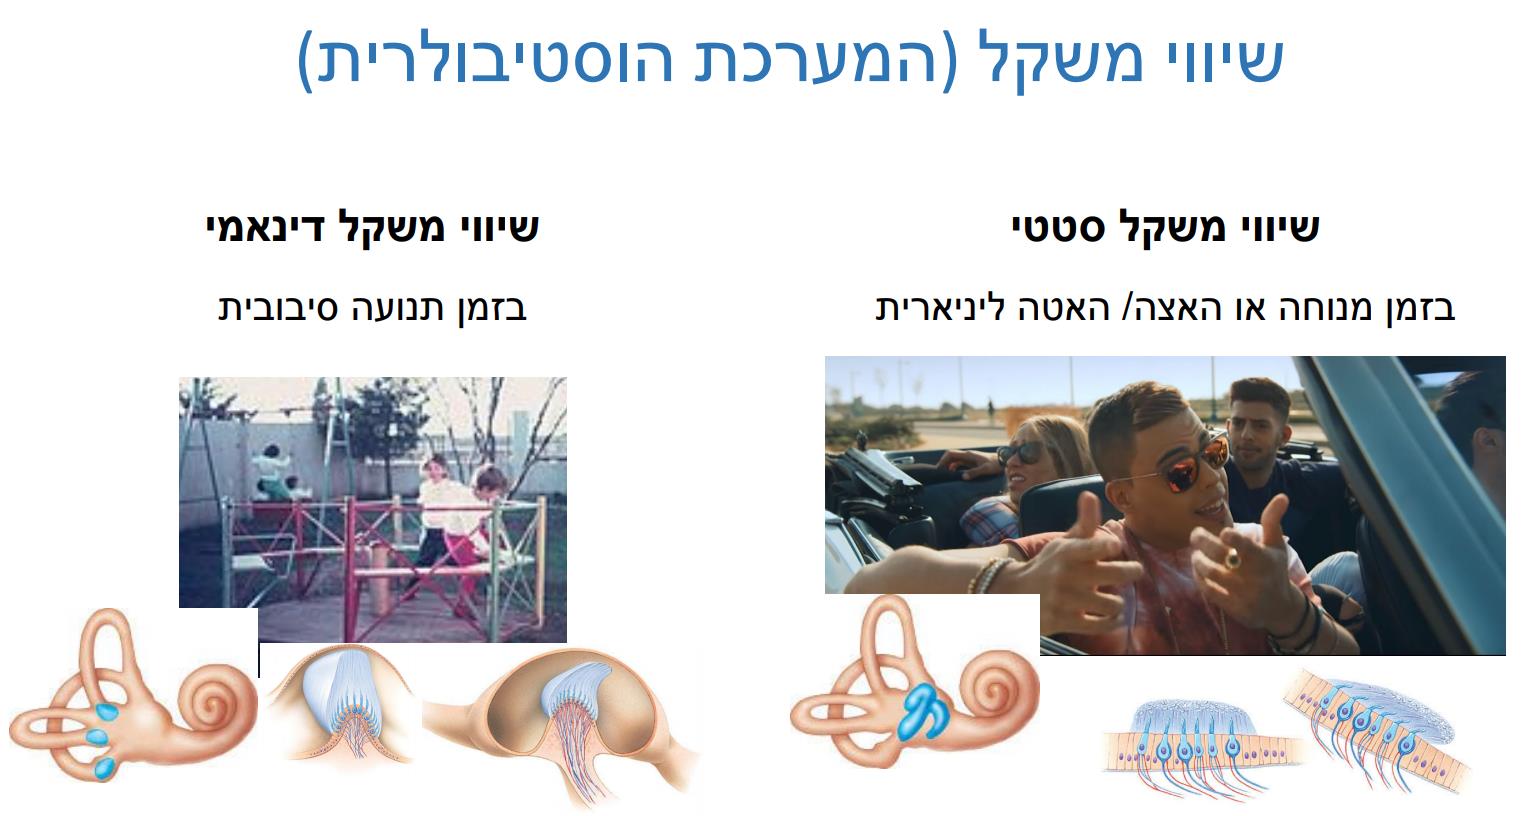 שיווי משקל (המערכת הוסטיבולרית)
שיווי משקל סטטי
בזמן מנוחה או האצה/ האטה ליניארית
שיווי משקל דינאמי
בזמן תנועה סיבובית